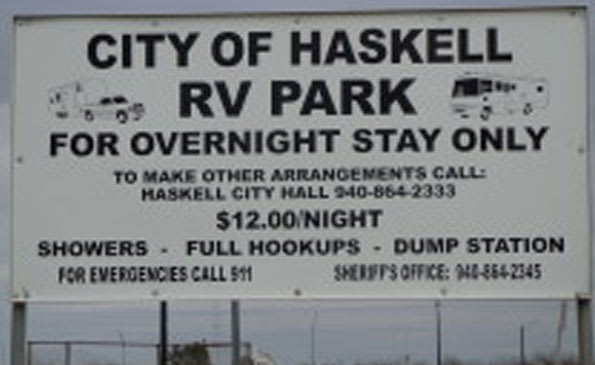 CITY OF HASKELL
RV PARK
FOR OVERNIGHT STAY ONLY
TO MAKE OTHER ARRANGEMENTS CALL:
HASKELL CITY HALL 940-864-2333
$12.00/NIGHT
SHOWERS - FULL HOOKUPS - DUMP STATION
FOR EMERGENCIES CALL 911 SHERIFF'S OFFICE: 940-864-2345